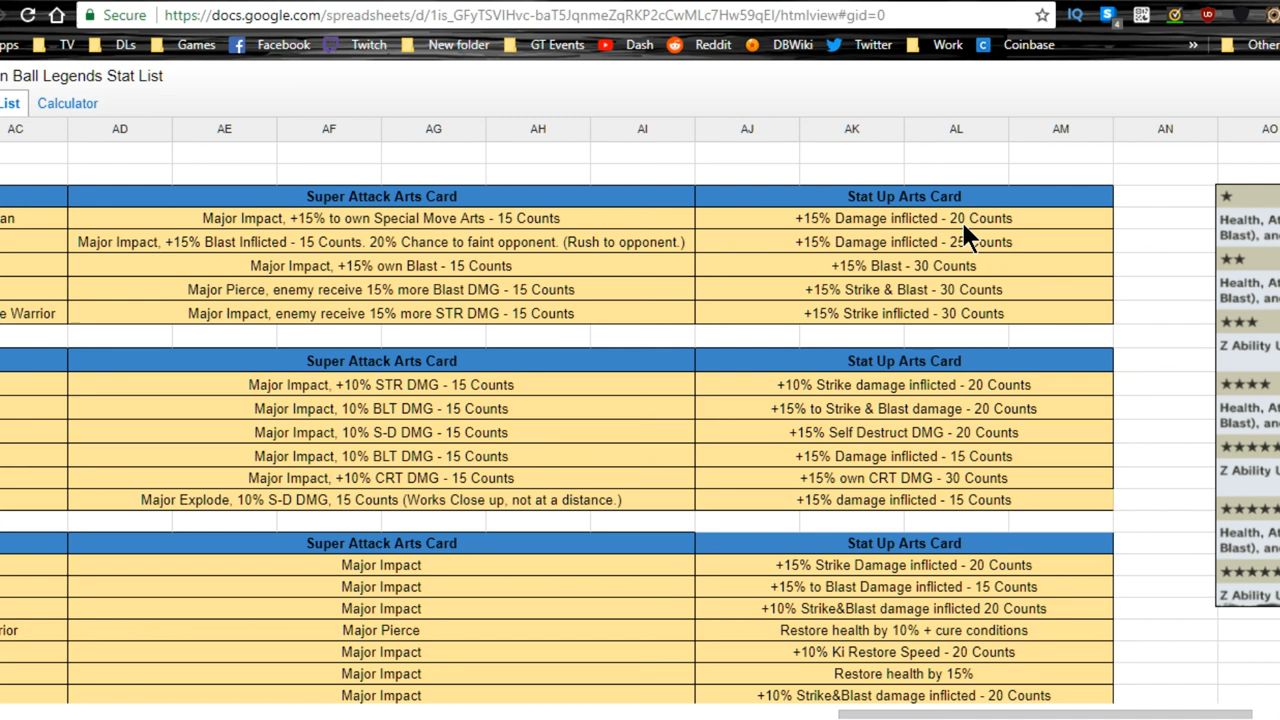 Secure https://docs.google.com/spreadsheets/d/1is_GFyTSVIHvc-baT5JqnmeZqRKP2cCwMLc7Hw59qEI/htmlview#gid=0
pps TV DLs Games Facebook Twitch New folder GT Events Dash Reddit DBWiki Twitter Work Coinbase » Other
n Ball Legends Stat List
List Calculator
AC AD AE AF AG AH AI AJ AK AL AM AN AO
Super Attack Arts Card Stat Up Arts Card ★
an Major Impact, +15% to own Special Move Arts - 15 Counts +15% Damage inflicted - 20 Counts Health, At
Blast), an
Major Impact, +15% Blast Inflicted - 15 Counts. 20% Chance to faint opponent. (Rush to opponent.) +15% Damage inflicted - 25 Counts
Major Impact, +15% own Blast - 15 Counts +15% Blast - 30 Counts ★★
Major Pierce, enemy receive 15% more Blast DMG - 15 Counts +15% Strike & Blast - 30 Counts Health, At
Blast), an
e Warrior Major Impact, enemy receive 15% more STR DMG - 15 Counts +15% Strike inflicted - 30 Counts ★★★
Z Ability U
Super Attack Arts Card Stat Up Arts Card
Major Impact, +10% STR DMG - 15 Counts +10% Strike damage inflicted - 20 Counts ★★★★
Major Impact, 10% BLT DMG - 15 Counts +15% to Strike & Blast damage - 20 Counts Health, At
Blast), an
Major Impact, 10% S-D DMG - 15 Counts +15% Self Destruct DMG - 20 Counts
Major Impact, 10% BLT DMG - 15 Counts +15% Damage inflicted - 15 Counts ★★★★★
Major Impact, +10% CRT DMG - 15 Counts +15% own CRT DMG - 30 Counts Z Ability U
Major Explode, 10% S-D DMG, 15 Counts (Works Close up, not at a distance.) +15% damage inflicted - 15 Counts ★★★★★
Super Attack Arts Card Stat Up Arts Card Health, At
Blast), an
Major Impact +15% Strike Damage inflicted - 20 Counts ★★★★★
Major Impact +15% to Blast Damage inflicted - 15 Counts Z Ability U
Major Impact +10% Strike&Blast damage inflicted 20 Counts
rior Major Pierce Restore health by 10% + cure conditions
Major Impact +10% Ki Restore Speed - 20 Counts
Major Impact Restore health by 15%
Major Impact +10% Strike&Blast damage inflicted - 20 Counts